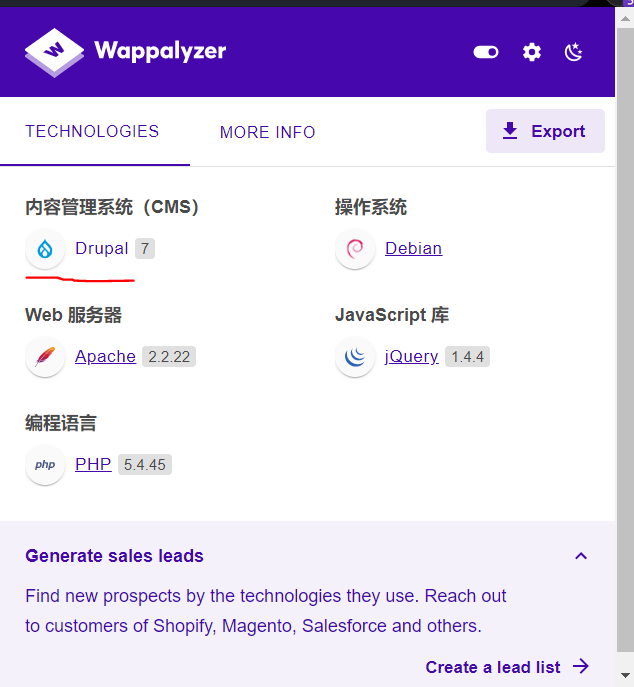 Wappalyzer
TECHNOLOGIES
MORE INFO
Export
内容管理系统（CMS）
Drupal 7
操作系统
Debian
Web 服务器
Apache 2.2.22
JavaScript 库
jQuery 1.4.4
编程语言
php PHP 5.4.45
Generate sales leads
Find new prospects by the technologies they use. Reach out
to customers of Shopify, Magento, Salesforce and others.
Create a lead list